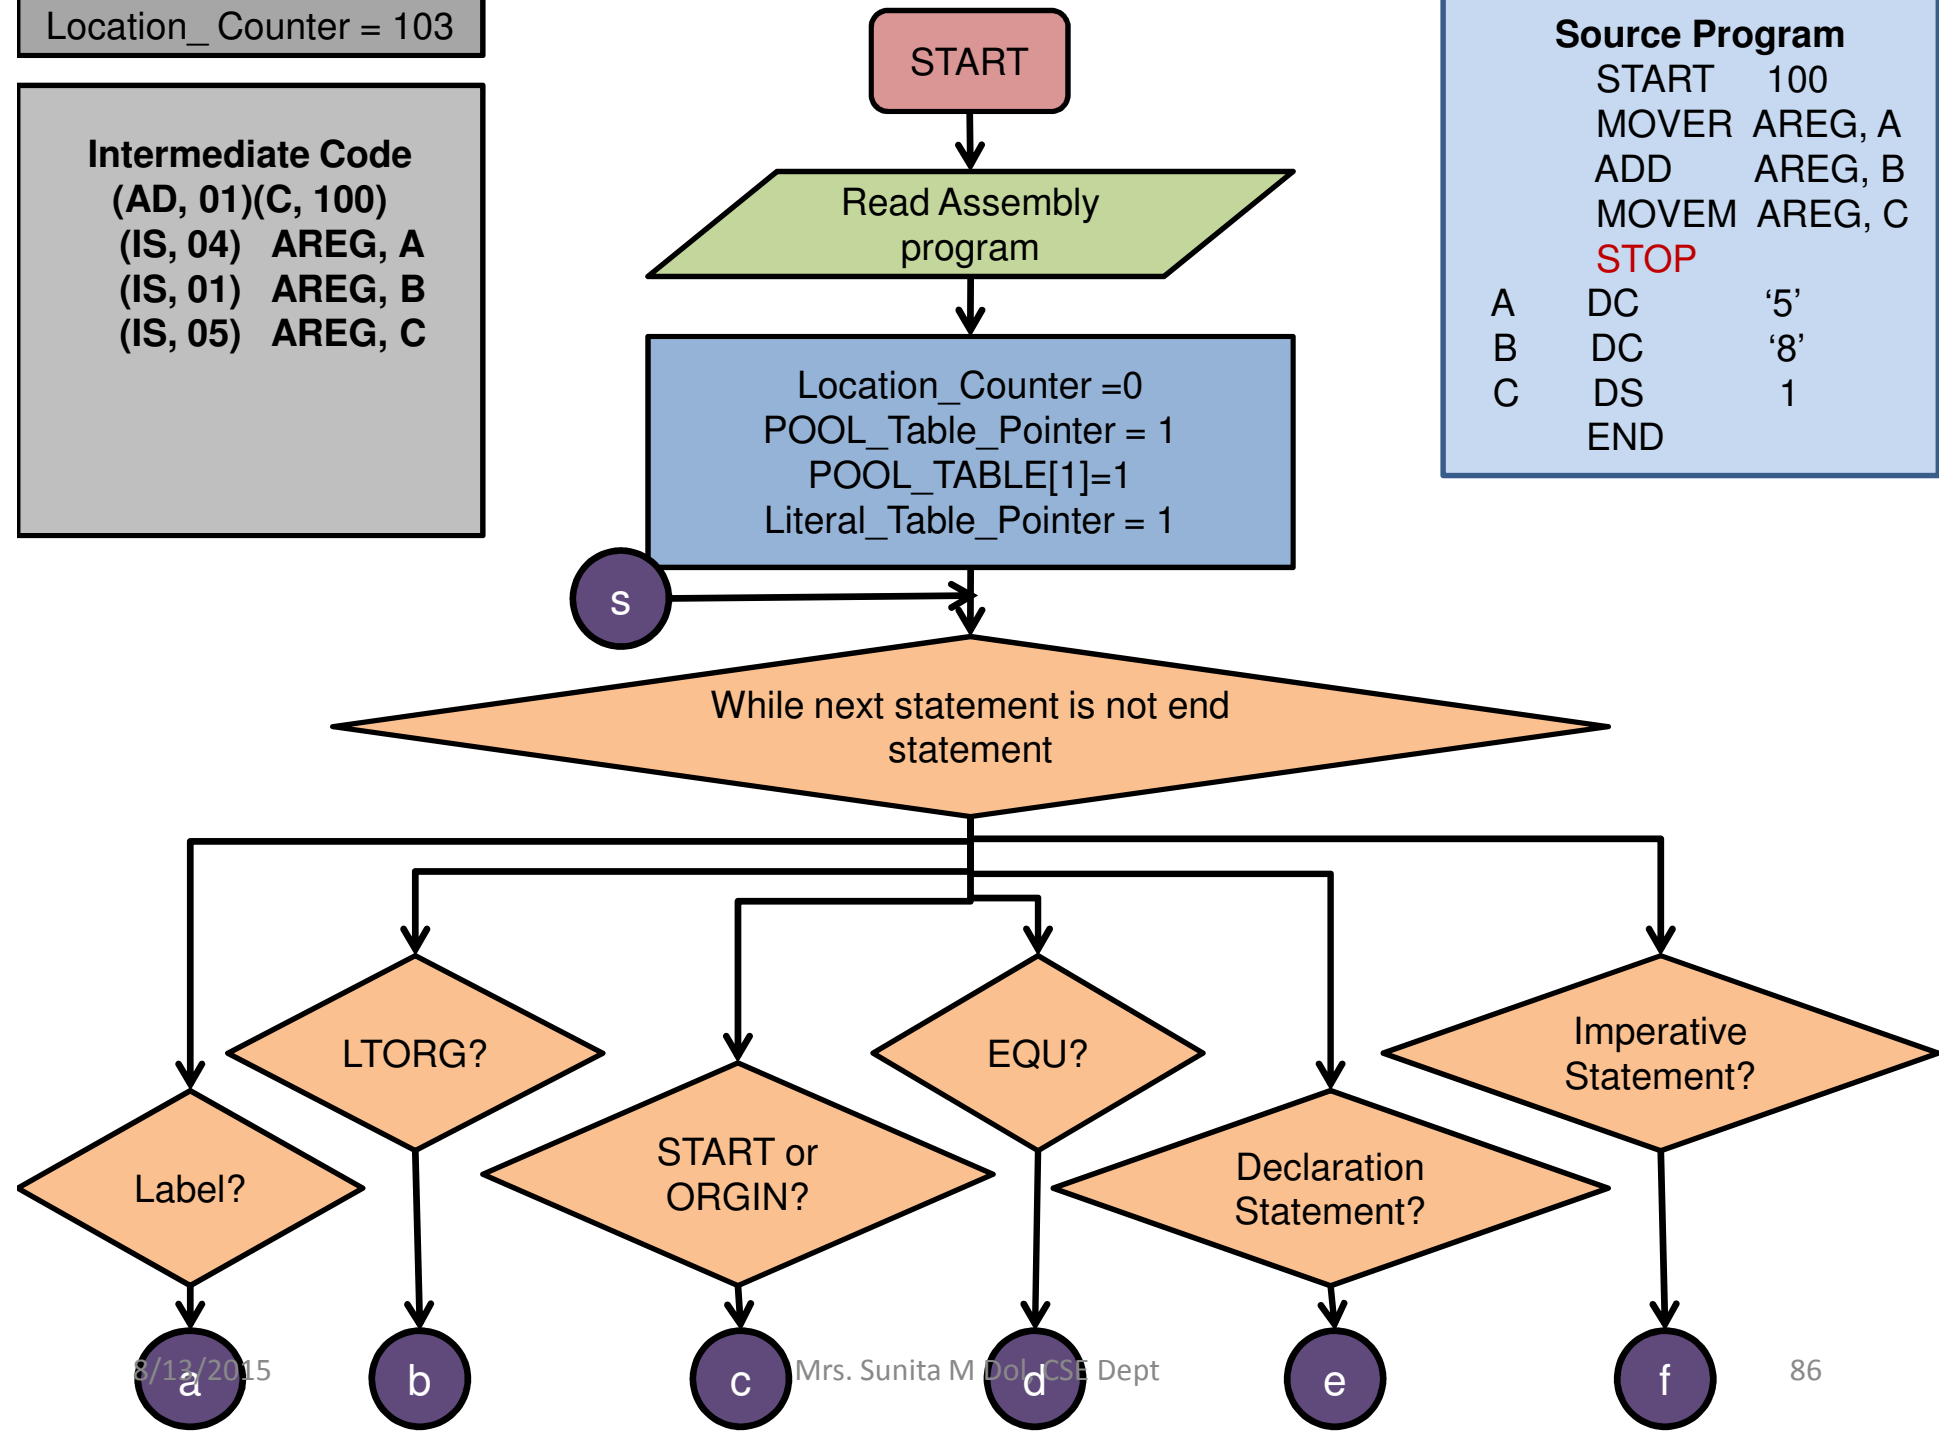 Location_ Counter = 103
Intermediate Code
(AD, 01)(C, 100)
(IS, 04) AREG, A
(IS, 01) AREG, B
(IS, 05) AREG, C
START
Read Assembly
program
Location_Counter =0
POOL_Table_Pointer = 1
POOL_TABLE[1]=1
Literal_Table_Pointer = 1
Source Program
START 100
MOVER AREG, A
ADD AREG, B
MOVEM AREG, C
STOP
A DC ‘5’
B DC ‘8’
C DS 1
END
s
While next statement is not end
statement
Label?
LTORG?
START or
ORGIN?
EQU?
Declaration
Statement?
Imperative
Statement?
a
b
c
d
e
f
8/13/2015
Mrs. Sunita M Dol, CSE Dept
86